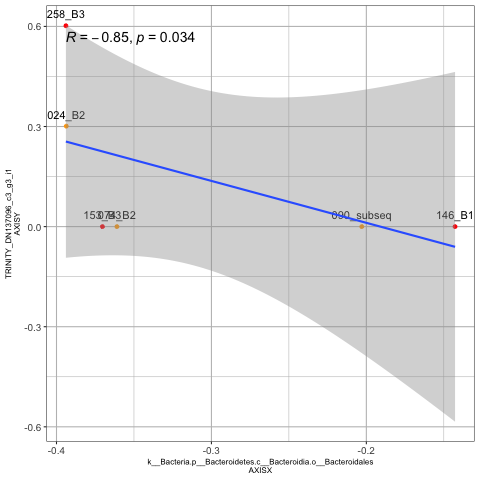 258_B3
R = −0.85, p = 0.034
024_B2
090_subseq
146_B1
0.6
0.3
0.0
-0.3
-0.6
-0.4
-0.3
-0.2
TRINITY_DN137096_c3_g3_i1
AXISY
k__Bacteria.p__Bacteroidetes.c__Bacteroidia.o__Bacteroidales
AXISX